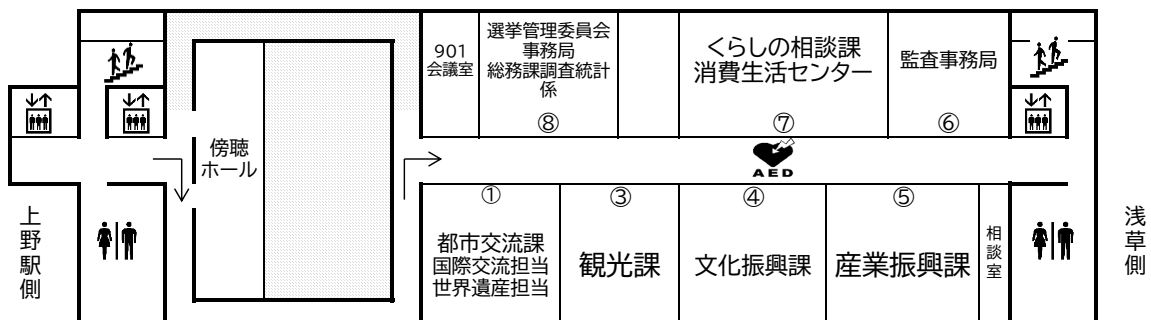 901
会議室
選挙管理委員会
事務局
総務課調査統計
係
⑧
くらしの相談課
消費生活センター
⑦
監査事務局
⑥
傍聴
ホール
AED
①
都市交流課
国際交流担当
世界遺産担当
③
観光課
④
文化振興課
⑤
産業振興課
相談室
上野駅側
浅草側